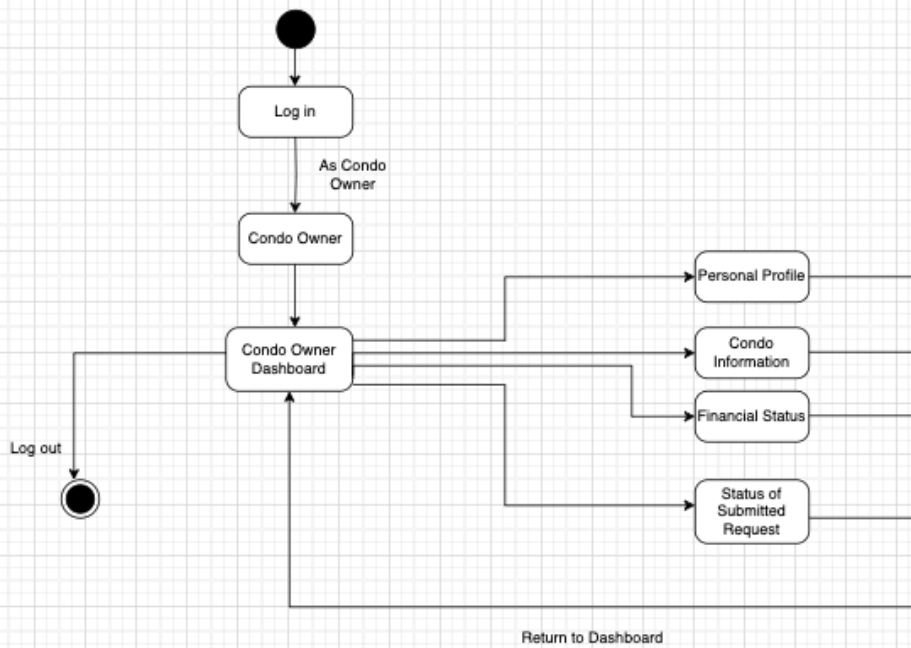 Log in
As Condo
Owner
Condo Owner
Personal Profile
Condo Owner
Dashboard
Condo
Information
Financial Status
Log out
Status of
Submitted
Request
Return to Dashboard